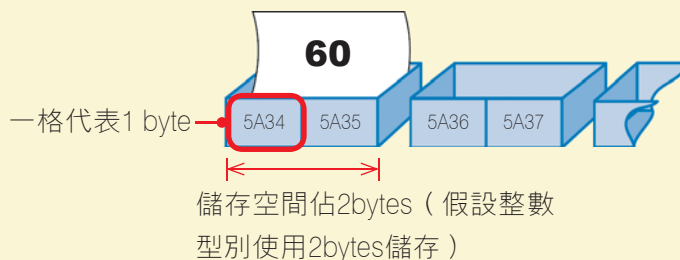 60
一格代表1 byte
5A34 5A35 5A36 5A37
儲存空間佔2bytes（假設整數
型別使用2bytes儲存）